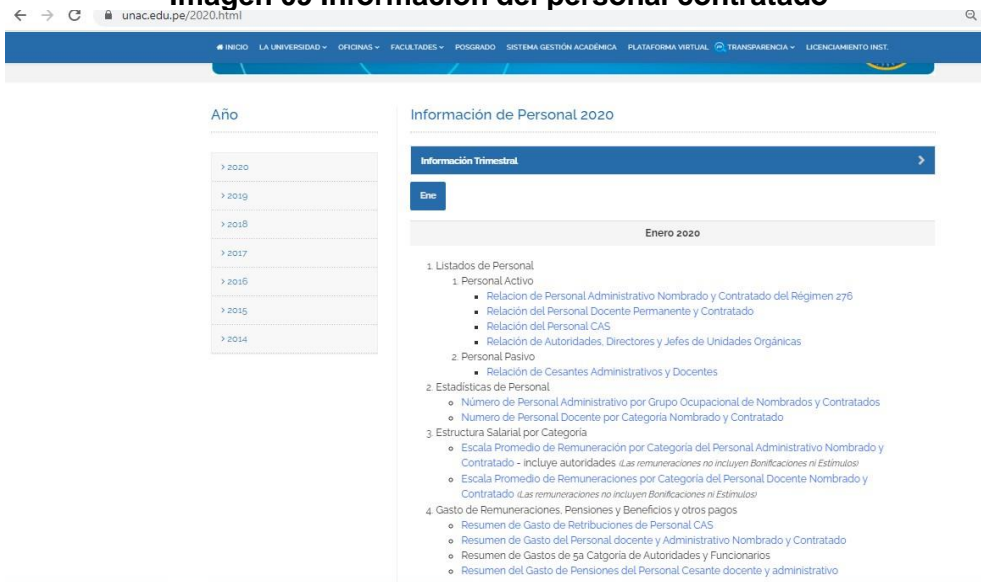 Imagen 09 Información del personal contratado
unac.edu.pe/2020.html
INICIO LA UNIVERSIDAD OFICINAS FACULTADES POSGRADO SISTEMA GESTIÓN ACADÉMICA PLATAFORMA VIRTUAL TRANSPARENCIA LICENCIAMIENTO INST.
Año
Información de Personal 2020
> 2020
> 2019
> 2018
> 2017
> 2016
> 2015
> 2014
Información Trimestral
Ene
Enero 2020
1. Listados de Personal
1. Personal Activo
▪ Relacion de Personal Administrativo Nombrado y Contratado del Régimen 276
▪ Relación del Personal Docente Permanente y Contratado
▪ Relación del Personal CAS
▪ Relación de Autoridades, Directores y Jefes de Unidades Orgánicas
2. Personal Pasivo
▪ Relación de Cesantes Administrativos y Docentes
2. Estadísticas de Personal
o Número de Personal Administrativo por Grupo Ocupacional de Nombrados y Contratados
o Numero de Personal Docente por Categoría Nombrado y Contratado
3. Estructura Salarial por Categoría
o Escala Promedio de Remuneración por Categoría del Personal Administrativo Nombrado y
Contratado - incluye autoridades (Las remuneraciones no incluyen Bonificaciones ni Estímulos)
o Escala Promedio de Remuneraciones por Categoría del Personal Docente Nombrado y
Contratado (Las remuneraciones no incluyen Bonificaciones ni Estímulos)
4. Gasto de Remuneraciones, Pensiones y Beneficios y otros pagos
o Resumen de Gasto de Retribuciones de Personal CAS
o Resumen de Gasto del Personal docente y Administrativo Nombrado y Contratado
o Resumen de Gastos de 5a Catgoría de Autoridades y Funcionarios
o Resumen del Gasto de Pensiones del Personal Cesante docente y administrativo